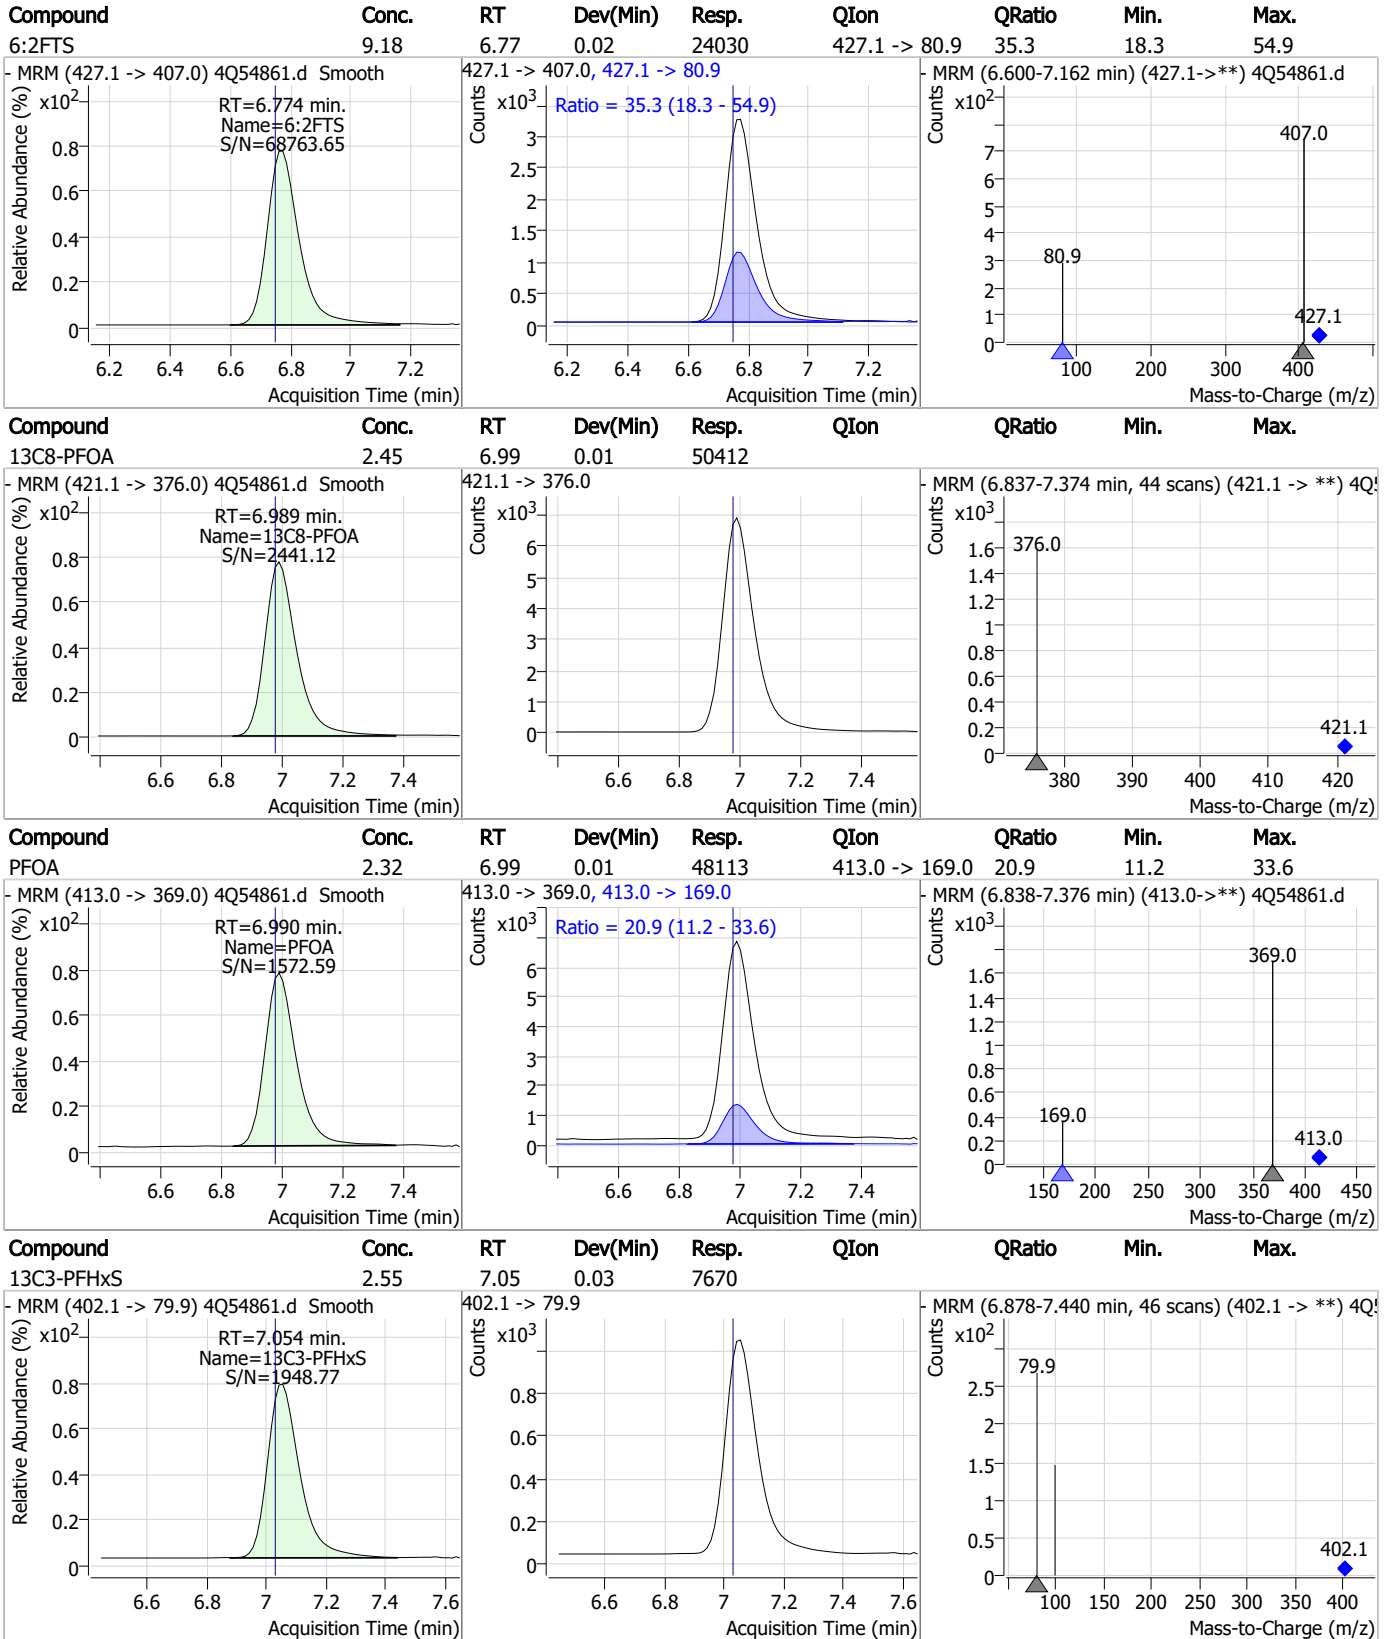 Compound Conc. RT Dev(Min) Resp. QIon QRatio Min. Max.
6:2FTS 9.18 6.77 0.02 24030 427.1 -> 80.9 35.3 18.3 54.9
- MRM (427.1 -> 407.0) 4Q54861.d Smooth
Relative Abundance (%)
x10²
RT=6.774 min.
Name=6:2FTS
S/N=68763.65
0.8
0.6
0.4
0.2
0
6.2 6.4 6.6 6.8 7 7.2
Acquisition Time (min)
427.1 -> 407.0, 427.1 -> 80.9
Counts
x10³
Ratio = 35.3 (18.3 - 54.9)
3
2.5
2
1.5
1
0.5
0
6.2 6.4 6.6 6.8 7 7.2
Acquisition Time (min)
- MRM (6.600-7.162 min) (427.1->**) 4Q54861.d
Counts
x10²
407.0
80.9
427.1
7
6
5
4
3
2
1
0
100 200 300 400
Mass-to-Charge (m/z)
Compound Conc. RT Dev(Min) Resp. QIon QRatio Min. Max.
13C8-PFOA 2.45 6.99 0.01 50412
- MRM (421.1 -> 376.0) 4Q54861.d Smooth
Relative Abundance (%)
x10²
RT=6.989 min.
Name=13C8-PFOA
S/N=2441.12
0.8
0.6
0.4
0.2
0
6.6 6.8 7 7.2 7.4
Acquisition Time (min)
421.1 -> 376.0
Counts
x10³
6
5
4
3
2
1
0
6.6 6.8 7 7.2 7.4
Acquisition Time (min)
- MRM (6.837-7.374 min, 44 scans) (421.1 -> **) 4Q5
Counts
x10³
376.0
421.1
1.6
1.4
1.2
1
0.8
0.6
0.4
0.2
0
380 390 400 410 420
Mass-to-Charge (m/z)
Compound Conc. RT Dev(Min) Resp. QIon QRatio Min. Max.
PFOA 2.32 6.99 0.01 48113 413.0 -> 169.0 20.9 11.2 33.6
- MRM (413.0 -> 369.0) 4Q54861.d Smooth
Relative Abundance (%)
x10²
RT=6.990 min.
Name=PFOA
S/N=1572.59
0.8
0.6
0.4
0.2
0
6.6 6.8 7 7.2 7.4
Acquisition Time (min)
413.0 -> 369.0, 413.0 -> 169.0
Counts
x10³
Ratio = 20.9 (11.2 - 33.6)
6
5
4
3
2
1
0
6.6 6.8 7 7.2 7.4
Acquisition Time (min)
- MRM (6.838-7.376 min) (413.0->**) 4Q54861.d
Counts
x10³
369.0
169.0
413.0
1.6
1.4
1.2
1
0.8
0.6
0.4
0.2
0
150 200 250 300 350 400 450
Mass-to-Charge (m/z)
Compound Conc. RT Dev(Min) Resp. QIon QRatio Min. Max.
13C3-PFHxS 2.55 7.05 0.03 7670
- MRM (402.1 -> 79.9) 4Q54861.d Smooth
Relative Abundance (%)
x10²
RT=7.054 min.
Name=13C3-PFHxS
S/N=1948.77
0.8
0.6
0.4
0.2
0
6.6 6.8 7 7.2 7.4 7.6
Acquisition Time (min)
402.1 -> 79.9
Counts
x10³
0.8
0.6
0.4
0.2
0
6.6 6.8 7 7.2 7.4 7.6
Acquisition Time (min)
- MRM (6.878-7.440 min, 46 scans) (402.1 -> **) 4Q5
Counts
x10²
79.9
402.1
2.5
2
1.5
1
0.5
0
100 150 200 250 300 350 400
Mass-to-Charge (m/z)